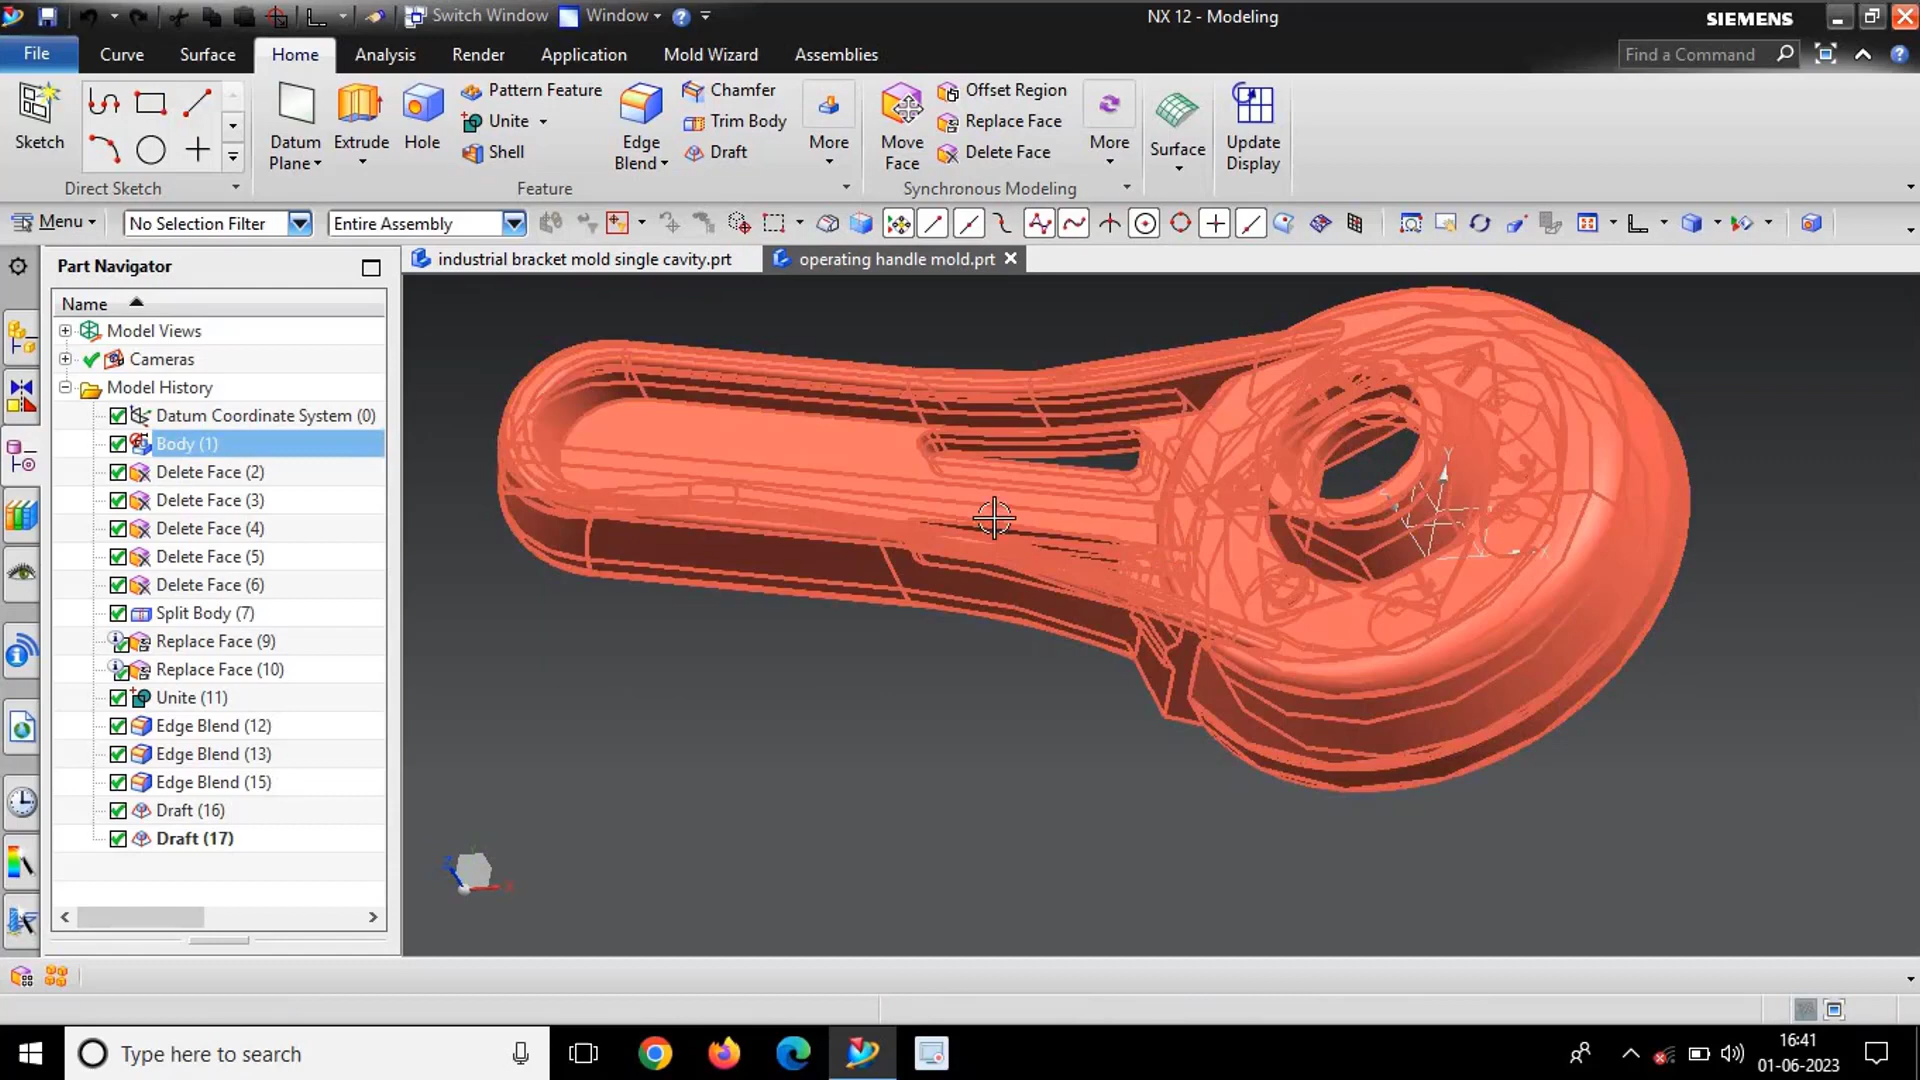 Switch Window Window NX 12 - Modeling SIEMENS
File Curve Surface Home Analysis Render Application Mold Wizard Assemblies Find a Command
Sketch
Direct Sketch
Datum Plane
Extrude
Hole
Pattern Feature
Unite
Shell
Edge Blend
Chamfer
Trim Body
Draft
More
Feature
Move Face
Offset Region
Replace Face
Delete Face
More
Synchronous Modeling
Surface
Update Display
Menu No Selection Filter Entire Assembly
Part Navigator
industrial bracket mold single cavity.prt operating handle mold.prt
Name
Model Views
Cameras
Model History
Datum Coordinate System (0)
Body (1)
Delete Face (2)
Delete Face (3)
Delete Face (4)
Delete Face (5)
Delete Face (6)
Split Body (7)
Replace Face (9)
Replace Face (10)
Unite (11)
Edge Blend (12)
Edge Blend (13)
Edge Blend (15)
Draft (16)
Draft (17)
Y
X
X
Type here to search
16:41
01-06-2023